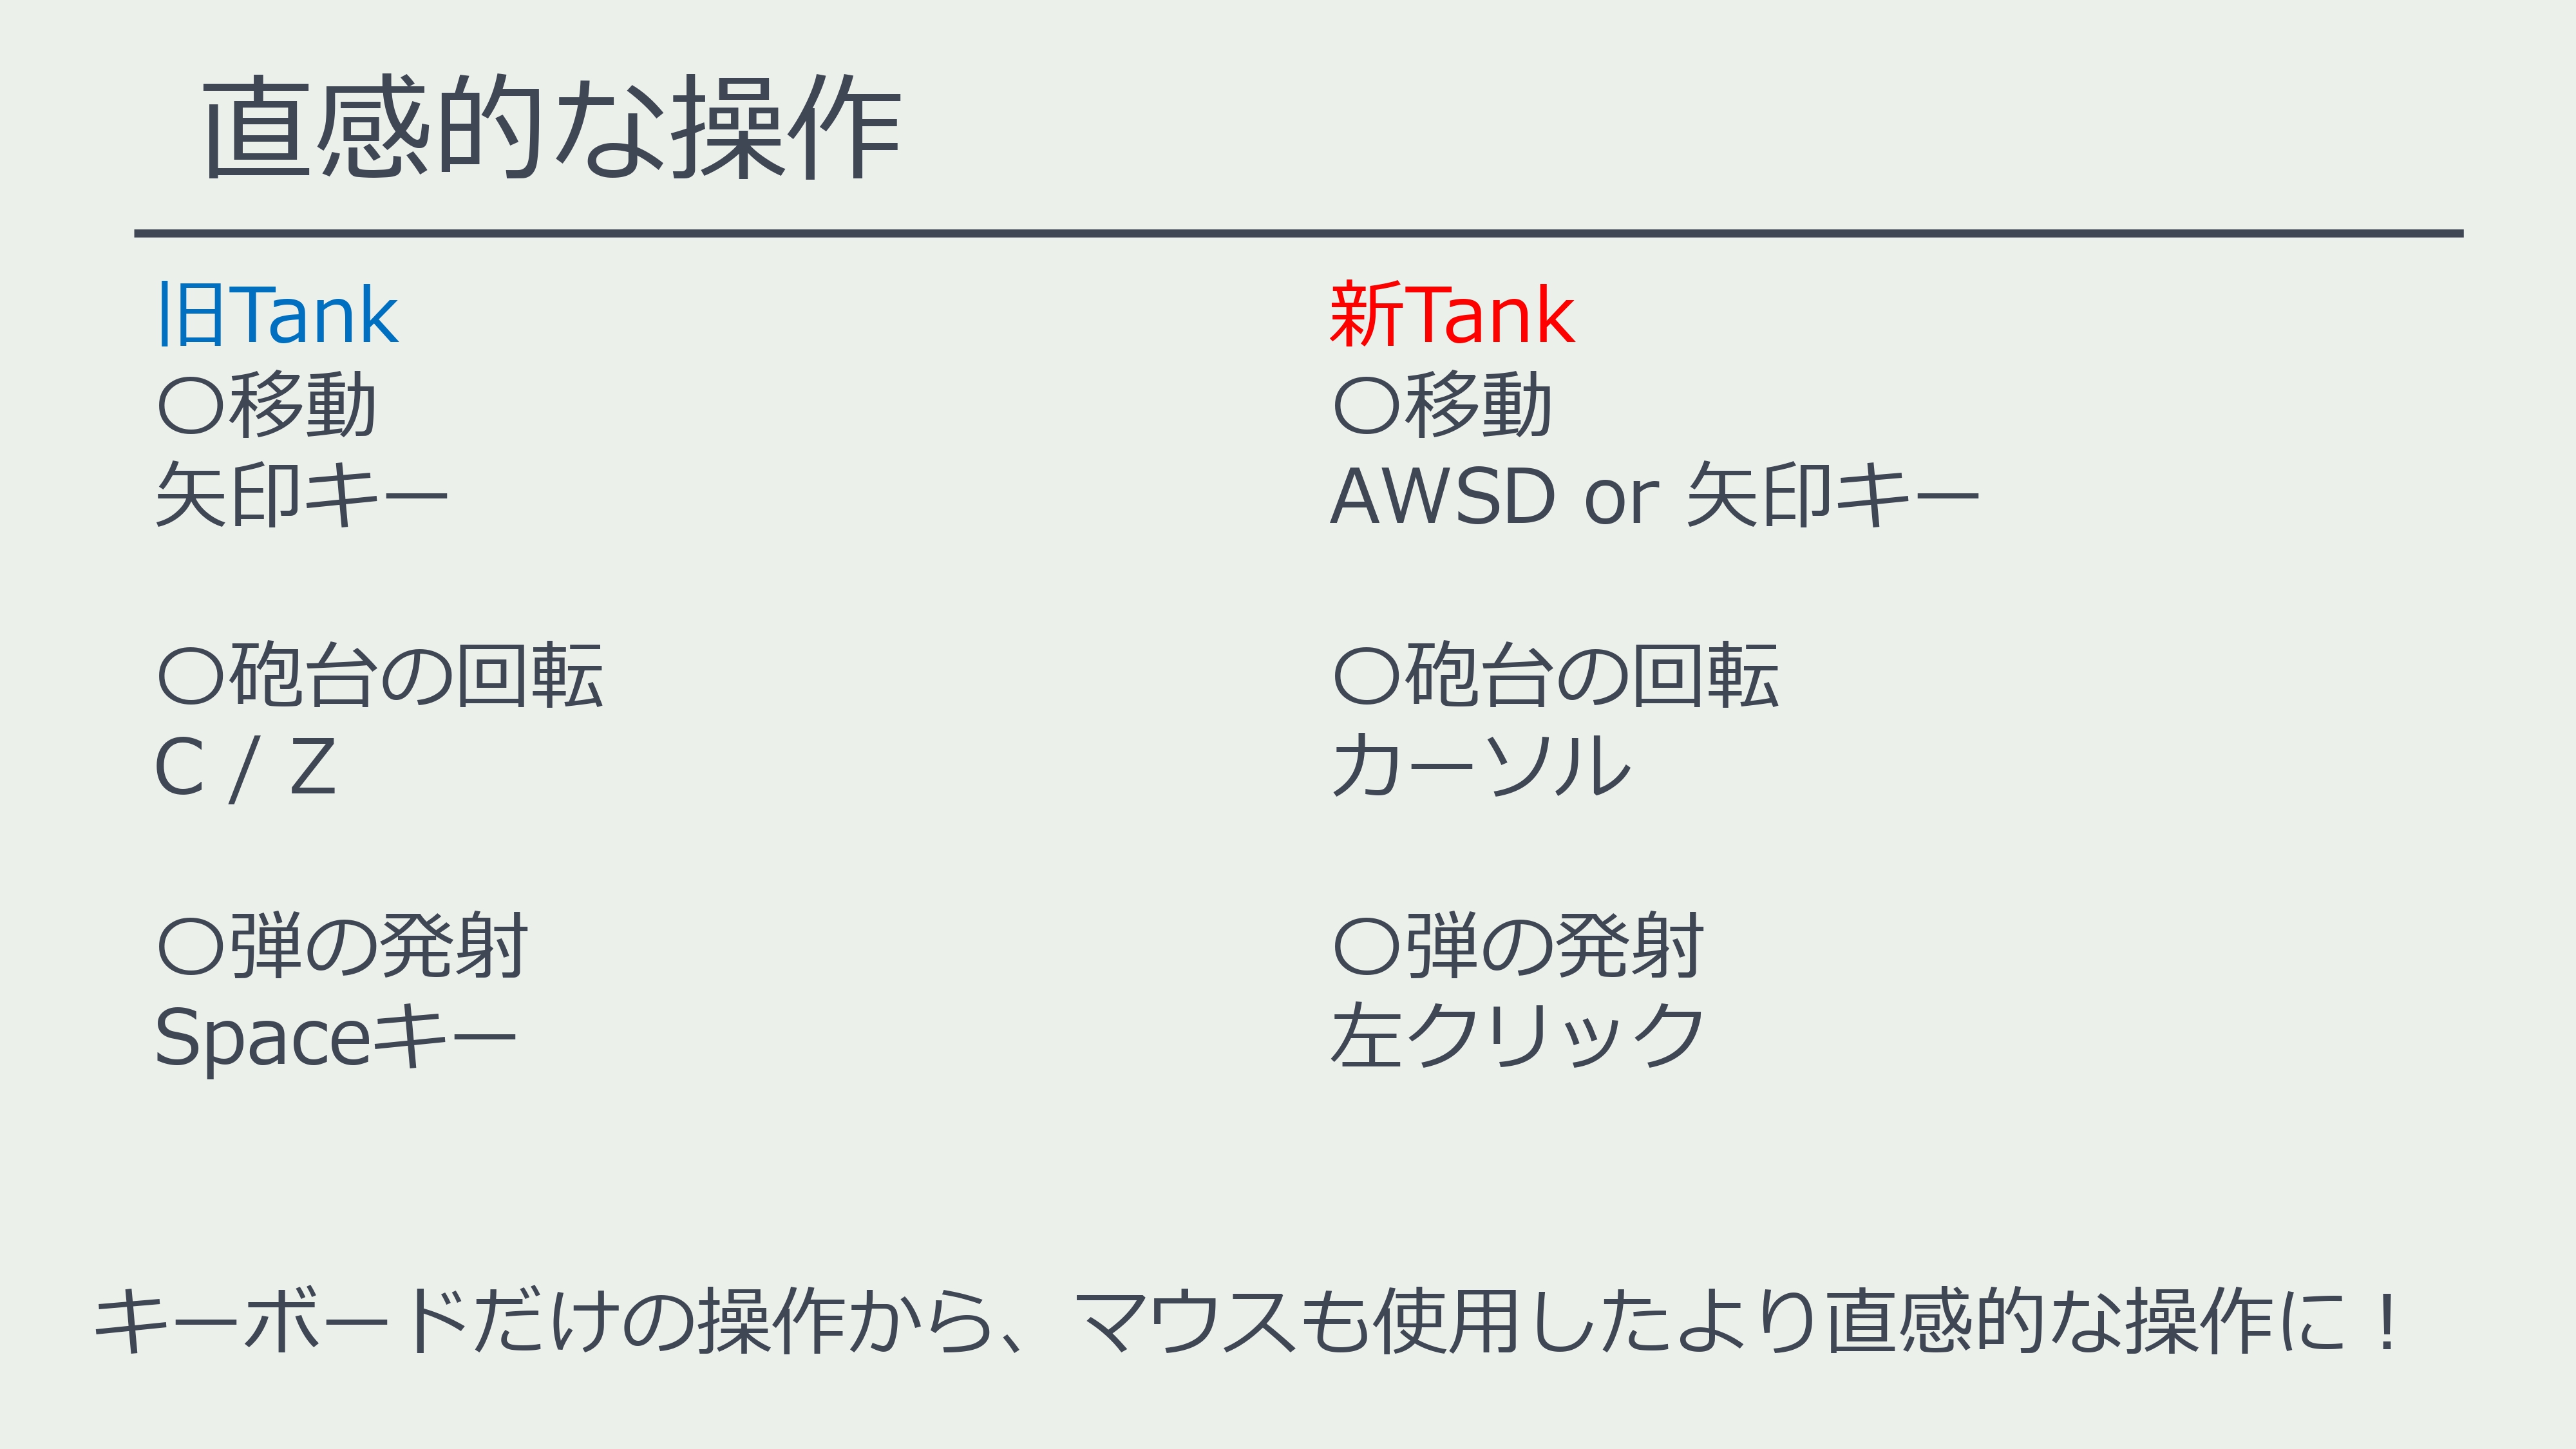 直感的な操作
旧Tank
〇移動
矢印キー
〇砲台の回転
C / Z
〇弾の発射
Spaceキー
新Tank
〇移動
AWSD or 矢印キー
〇砲台の回転
カーソル
〇弾の発射
左クリック
キーボードだけの操作から、マウスも使用したより直感的な操作に！